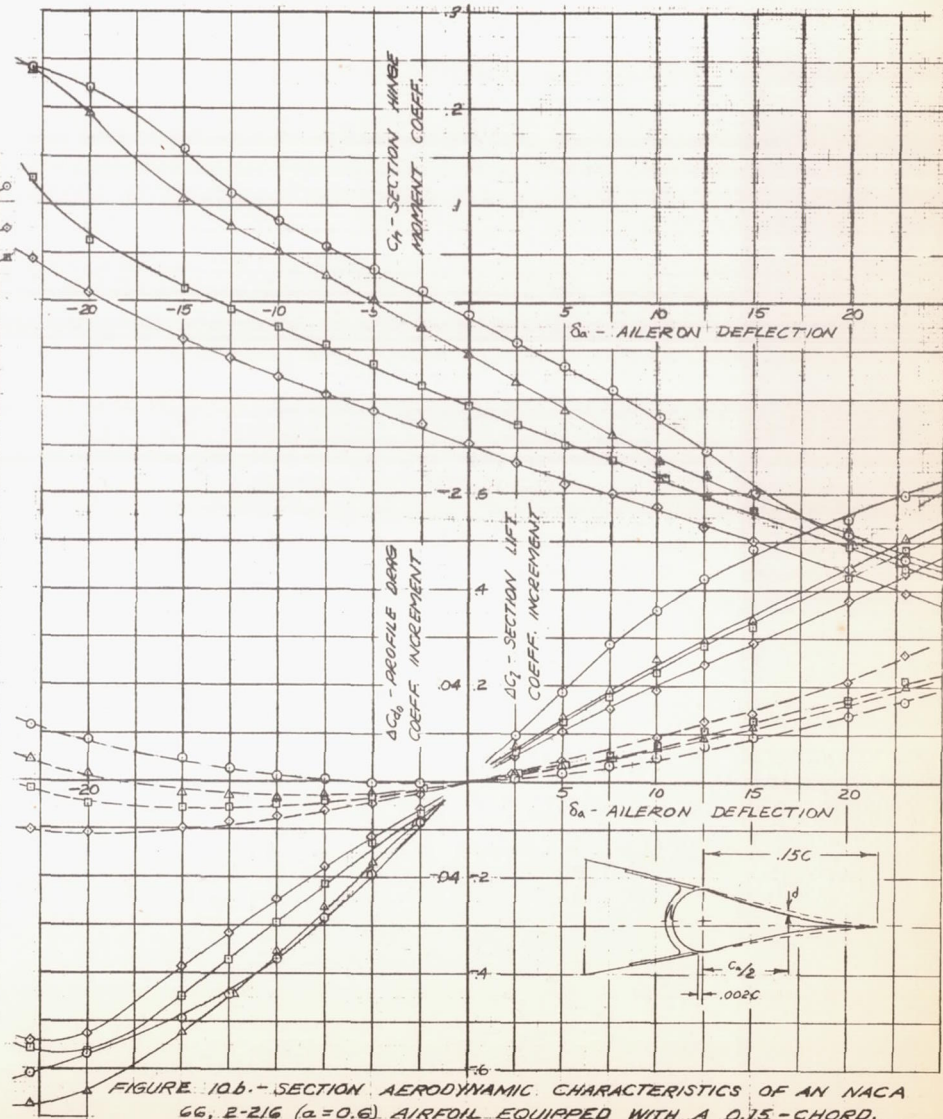 .3
Ch - SECTION HINGE
MOMENT COEFF.
.2
.1
-20 -15 -10 -5 5 10 15 20
δa - AILERON DEFLECTION
-.2 .6
ΔCd₀ - PROFILE DRAG
COEFF. INCREMENT
ΔCl - SECTION LIFT
COEFF. INCREMENT
.4
.04 .2
-20 5 20
δa - AILERON DEFLECTION
.15C
d
-.04 -.2
Ca/2
.002C
-.4
-.6
FIGURE 10.b.- SECTION AERODYNAMIC CHARACTERISTICS OF AN NACA
66, 2-216 (a=0.6) AIRFOIL EQUIPPED WITH A 0.15-CHORD